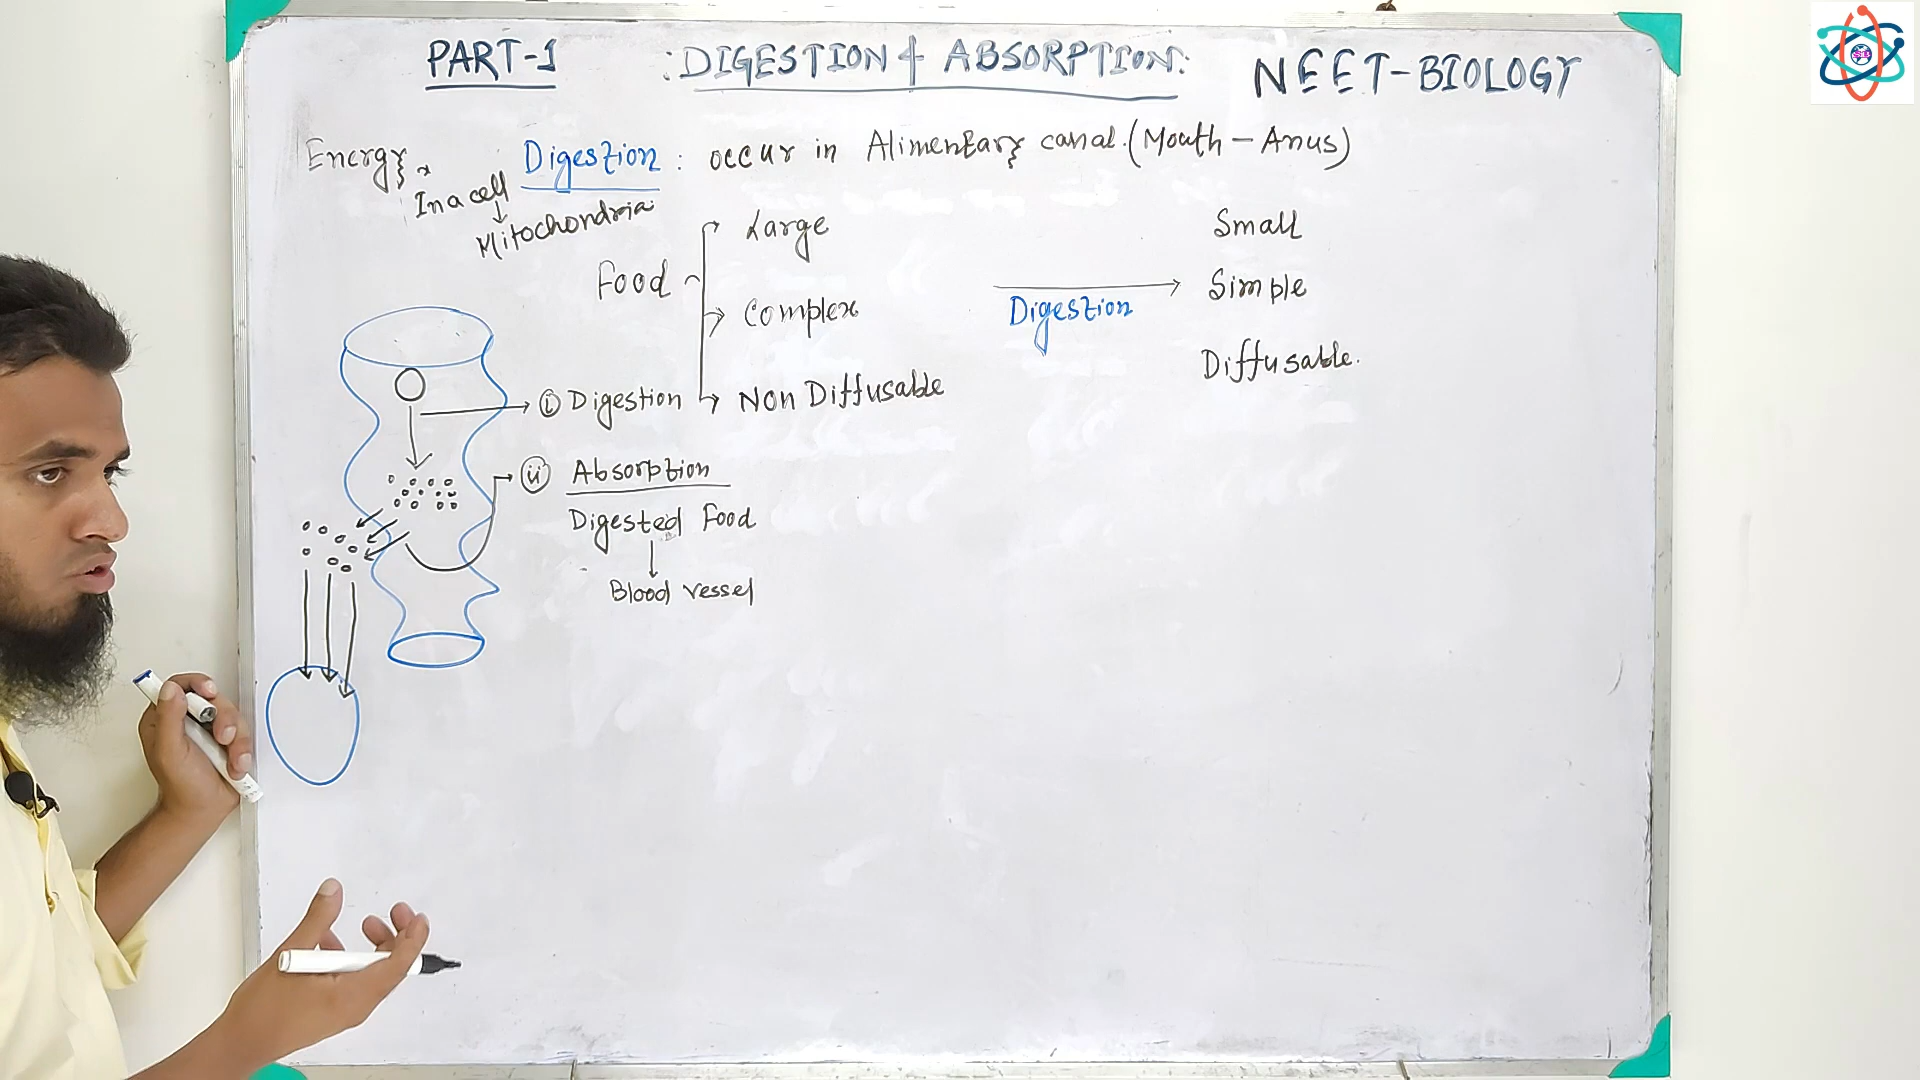 PART-1 :DIGESTION & ABSORPTION: NEET-BIOLOGY
Energy
In a cell
Mitochondria
Digestion : occur in Alimentary canal. (Mouth - Anus)
Food
Large
Complex
Non Diffusable
Digestion
Small
Simple
Diffusable.
(i) Digestion
(ii) Absorption
Digested Food
Blood vessel